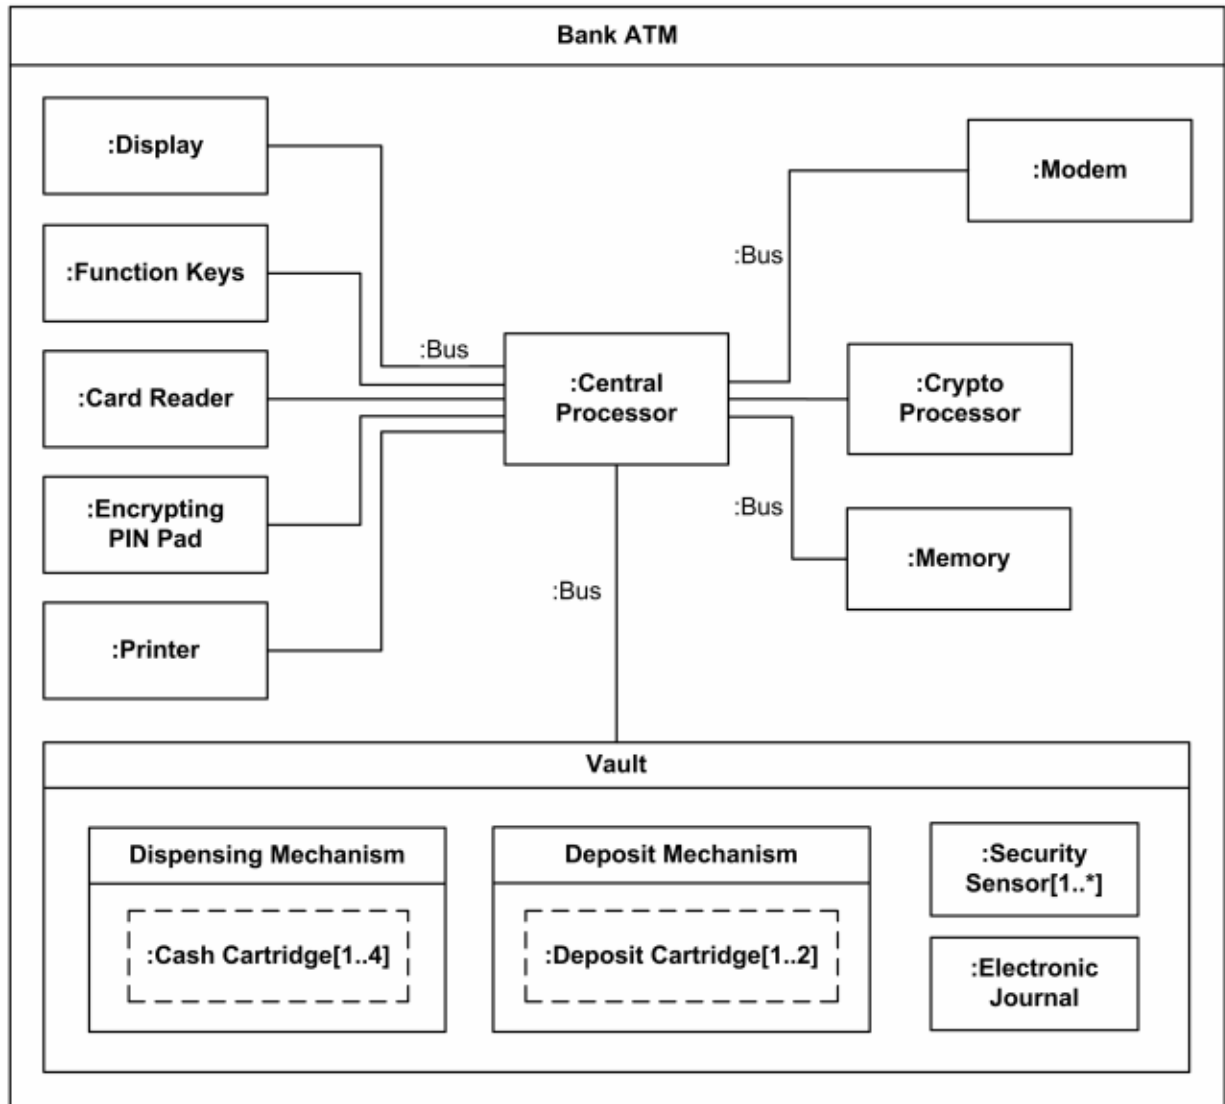 Bank ATM
:Display
:Modem
:Bus
:Function Keys
:Bus
:Central
Processor
:Card Reader
:Crypto
Processor
:Encrypting
PIN Pad
:Bus
:Memory
:Bus
:Printer
Vault
Dispensing Mechanism
:Cash Cartridge[1..4]
Deposit Mechanism
:Deposit Cartridge[1..2]
:Security
Sensor[1..*]
:Electronic
Journal